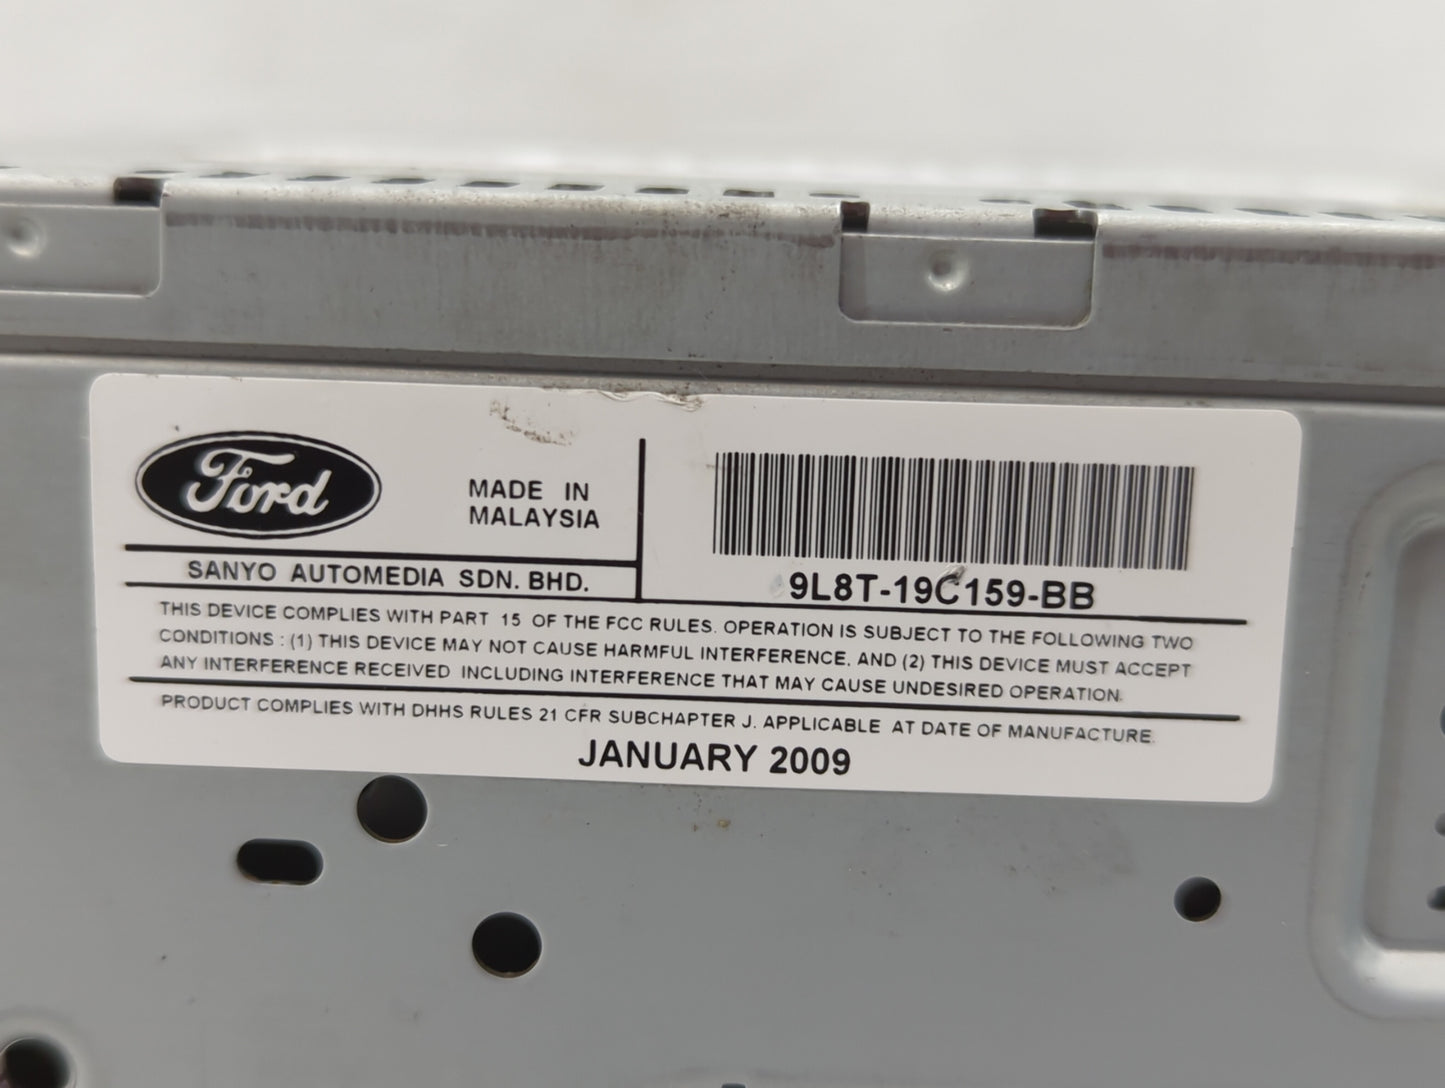 Ford
MADE IN
MALAYSIA
SANYO AUTOMEDIA SDN. BHD.
9L8T-19C159-BB
THIS DEVICE COMPLIES WITH PART 15 OF THE FCC RULES. OPERATION IS SUBJECT TO THE FOLLOWING TWO
CONDITIONS : (1) THIS DEVICE MAY NOT CAUSE HARMFUL INTERFERENCE, AND (2) THIS DEVICE MUST ACCEPT
ANY INTERFERENCE RECEIVED INCLUDING INTERFERENCE THAT MAY CAUSE UNDESIRED OPERATION.
PRODUCT COMPLIES WITH DHHS RULES 21 CFR SUBCHAPTER J. APPLICABLE AT DATE OF MANUFACTURE.
JANUARY 2009